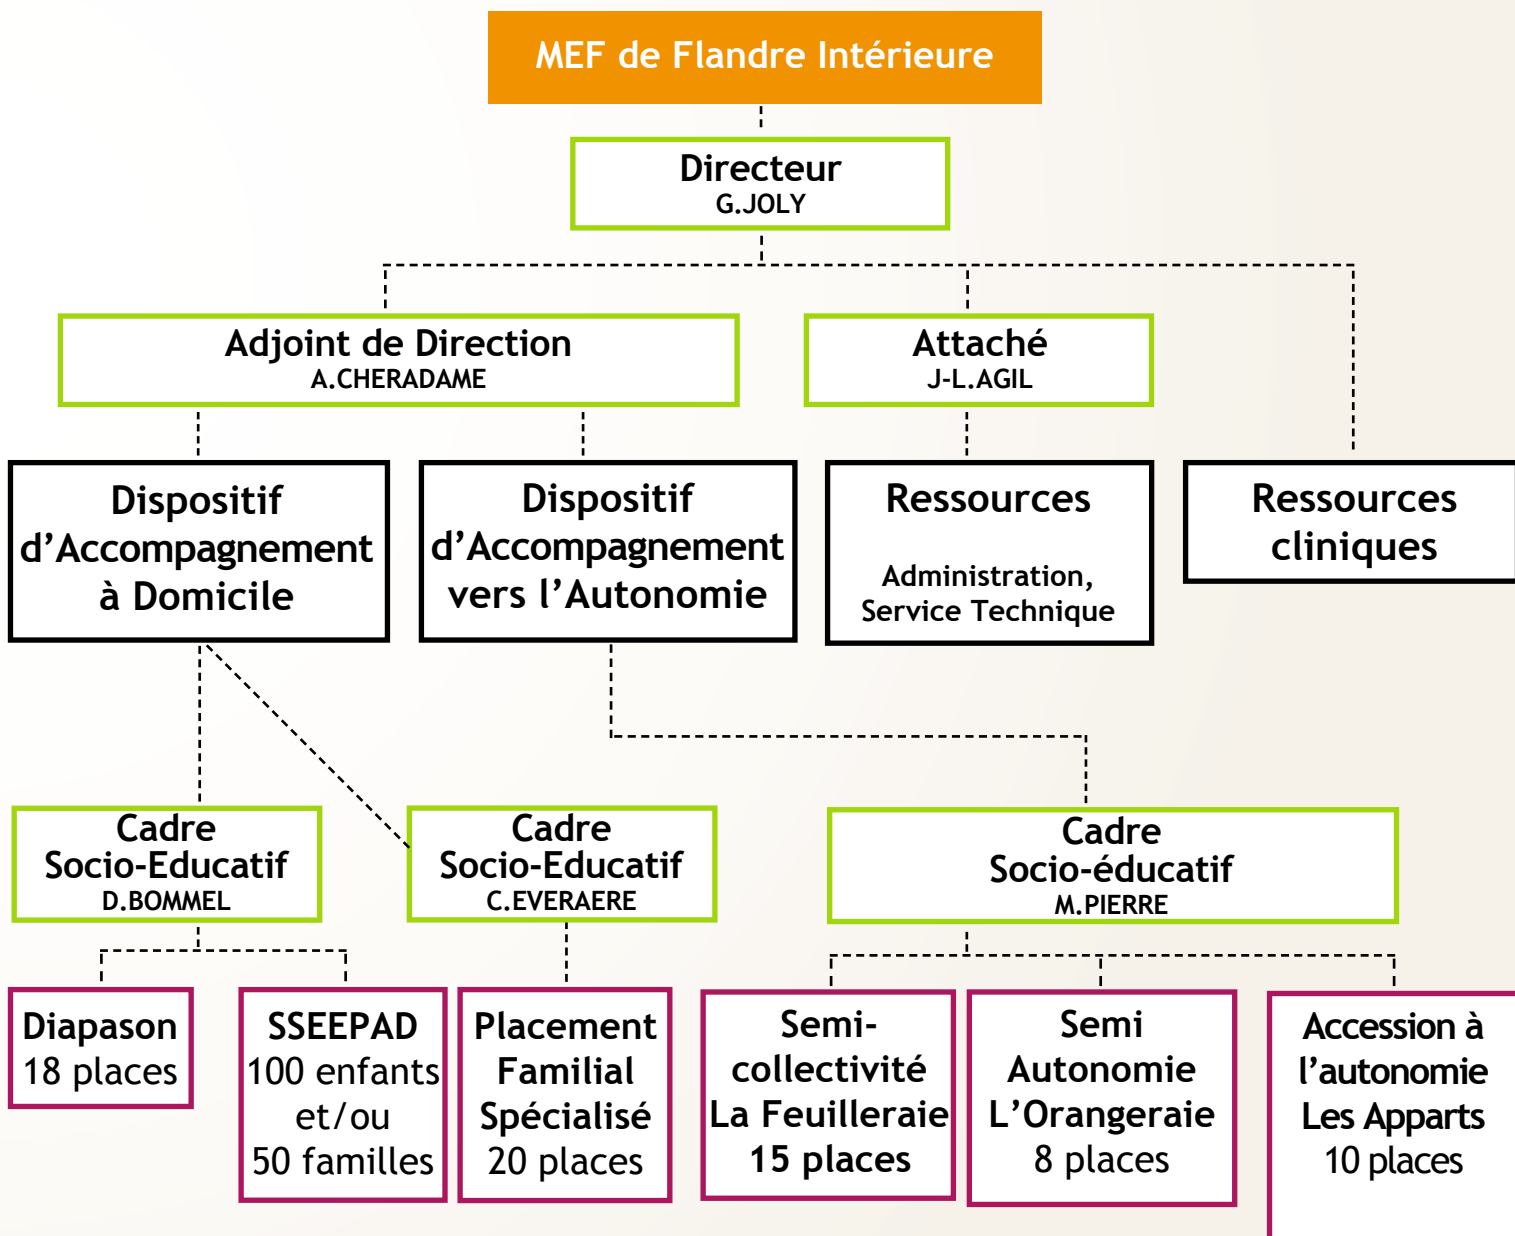 MEF de Flandre Intérieure
Directeur
G.JOLY
Adjoint de Direction
A.CHERADAME
Attaché
J-L.AGIL
Dispositif
d’Accompagnement
à Domicile
Dispositif
d’Accompagnement
vers l’Autonomie
Ressources
Administration,
Service Technique
Ressources
cliniques
Cadre
Socio-Educatif
D.BOMMEL
Cadre
Socio-Educatif
C.EVERAERE
Cadre
Socio-éducatif
M.PIERRE
Diapason
18 places
SSEEPAD
100 enfants
et/ou
50 familles
Placement
Familial
Spécialisé
20 places
Semi-
collectivité
La Feuilleraie
15 places
Semi
Autonomie
L’Orangeraie
8 places
Accession à
l’autonomie
Les Apparts
10 places